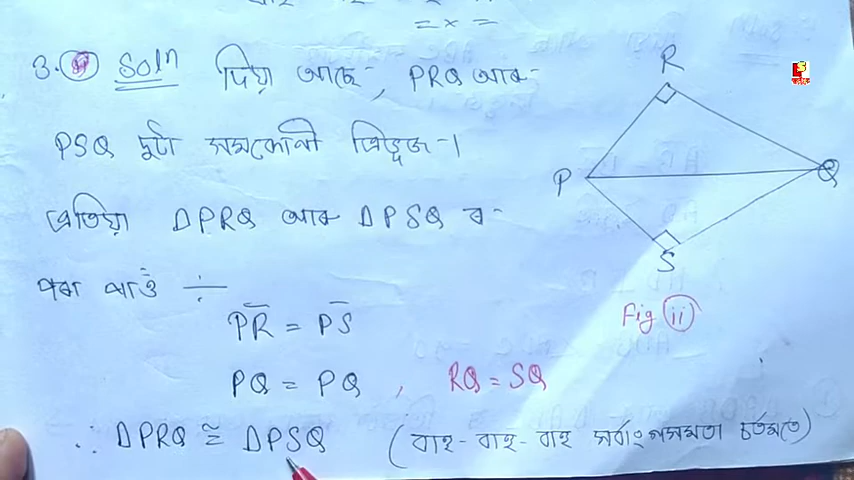 = x =
3. Soln দিয়া আছে, PRQ আৰু
PSQ দুটা সমকোনী ত্ৰিভূজ।
এতিয়া ΔPRQ আৰু ΔPSQ ৰ
পৰা পাওঁ ÷
PR = PS
PQ = PQ , RQ = SQ
∴ ΔPRQ ≅ ΔPSQ (বাহু-বাহু-বাহু সৰ্বাংগসমতা চৰ্তমতে)
R
P
Q
S
Fig ii